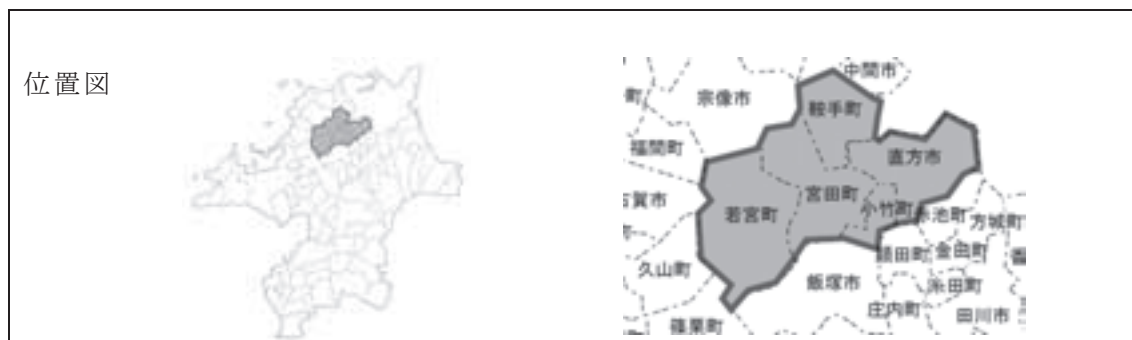 位置図
中間市
宗像市
鞍手町
福間町
直方市
宮田町
古賀市
若宮町
小竹町
赤池町
方城町
久山町
頴田町
金田町
飯塚市
糸田町
庄内町
田川市
篠栗町